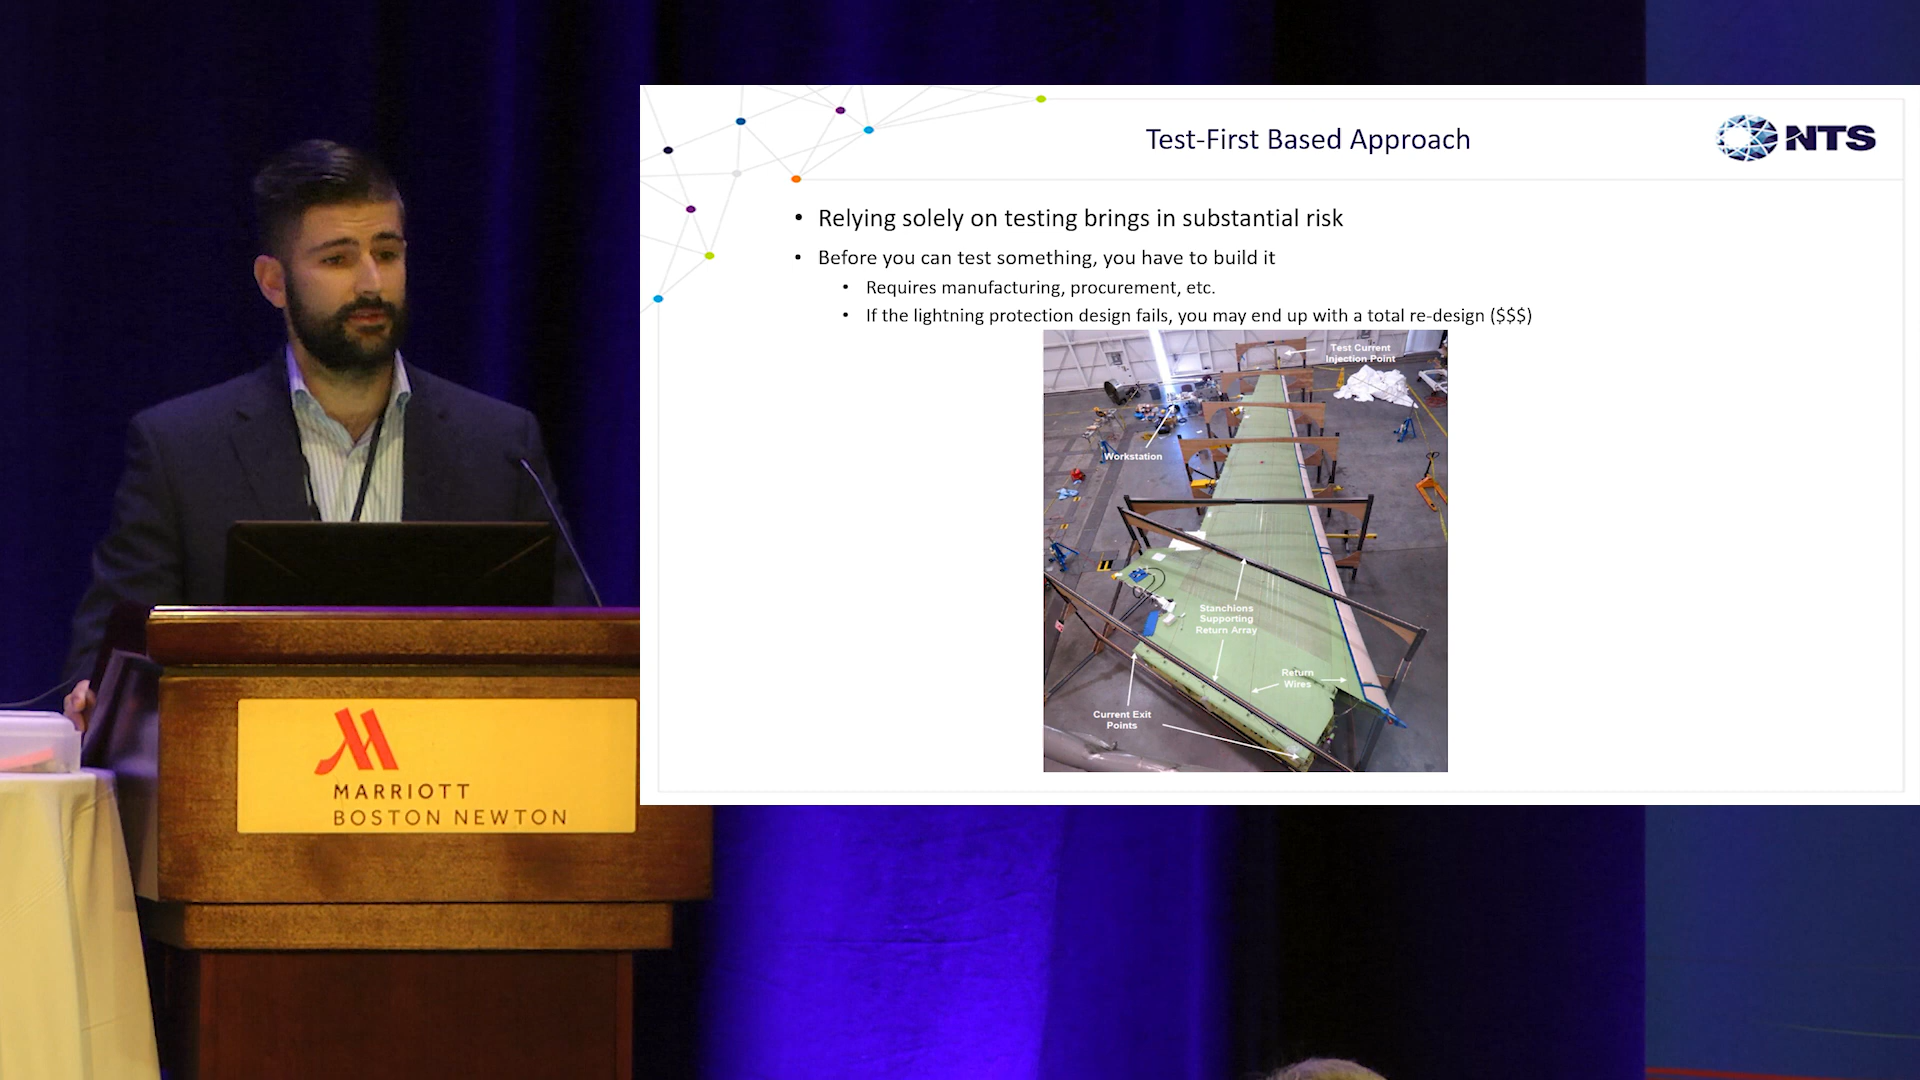 Test-First Based Approach
NTS
• Relying solely on testing brings in substantial risk
• Before you can test something, you have to build it
• Requires manufacturing, procurement, etc.
• If the lightning protection design fails, you may end up with a total re-design ($$$)
Test Current
Injection Point
Workstation
Stanchions
Supporting
Return Array
Return
Wires
Current Exit
Points
MARRIOTT
BOSTON NEWTON